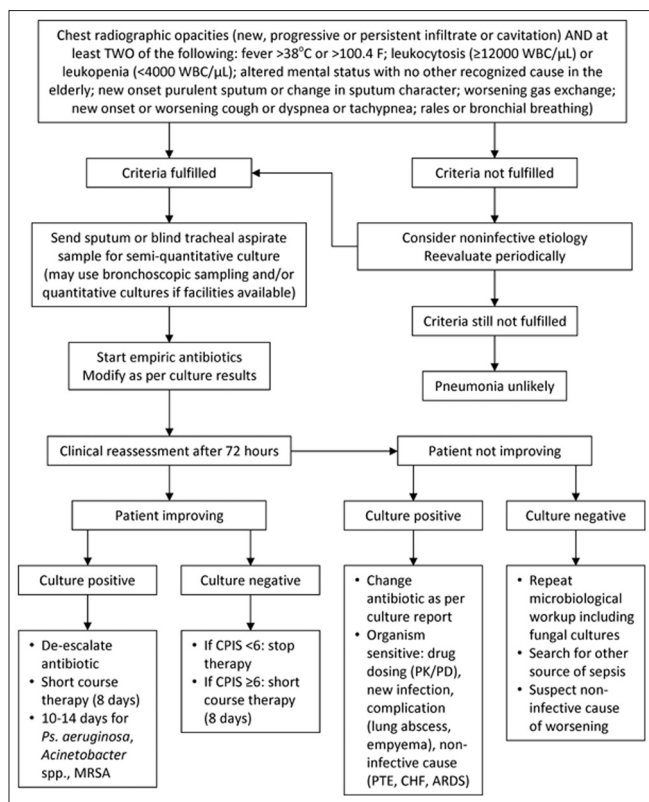 Chest radiographic opacities (new, progressive or persistent infiltrate or cavitation) AND at
least TWO of the following: fever >38°C or >100.4 F; leukocytosis (≥12000 WBC/µL) or
leukopenia (<4000 WBC/µL); altered mental status with no other recognized cause in the
elderly; new onset purulent sputum or change in sputum character; worsening gas exchange;
new onset or worsening cough or dyspnea or tachypnea; rales or bronchial breathing)
Criteria fulfilled
Criteria not fulfilled
Send sputum or blind tracheal aspirate
sample for semi-quantitative culture
(may use bronchoscopic sampling and/or
quantitative cultures if facilities available)
Consider noninfective etiology
Reevaluate periodically
Criteria still not fulfilled
Start empiric antibiotics
Modify as per culture results
Pneumonia unlikely
Clinical reassessment after 72 hours
Patient not improving
Patient improving
Culture positive
Culture negative
Culture positive
Culture negative
• De-escalate
antibiotic
• Short course
therapy (8 days)
• 10-14 days for
Ps. aeruginosa,
Acinetobacter
spp., MRSA
• If CPIS <6: stop
therapy
• If CPIS ≥6: short
course therapy
(8 days)
• Change
antibiotic as per
culture report
• Organism
sensitive: drug
dosing (PK/PD),
new infection,
complication
(lung abscess,
empyema), non-
infective cause
(PTE, CHF, ARDS)
• Repeat
microbiological
workup including
fungal cultures
• Search for other
source of sepsis
• Suspect non-
infective cause
of worsening